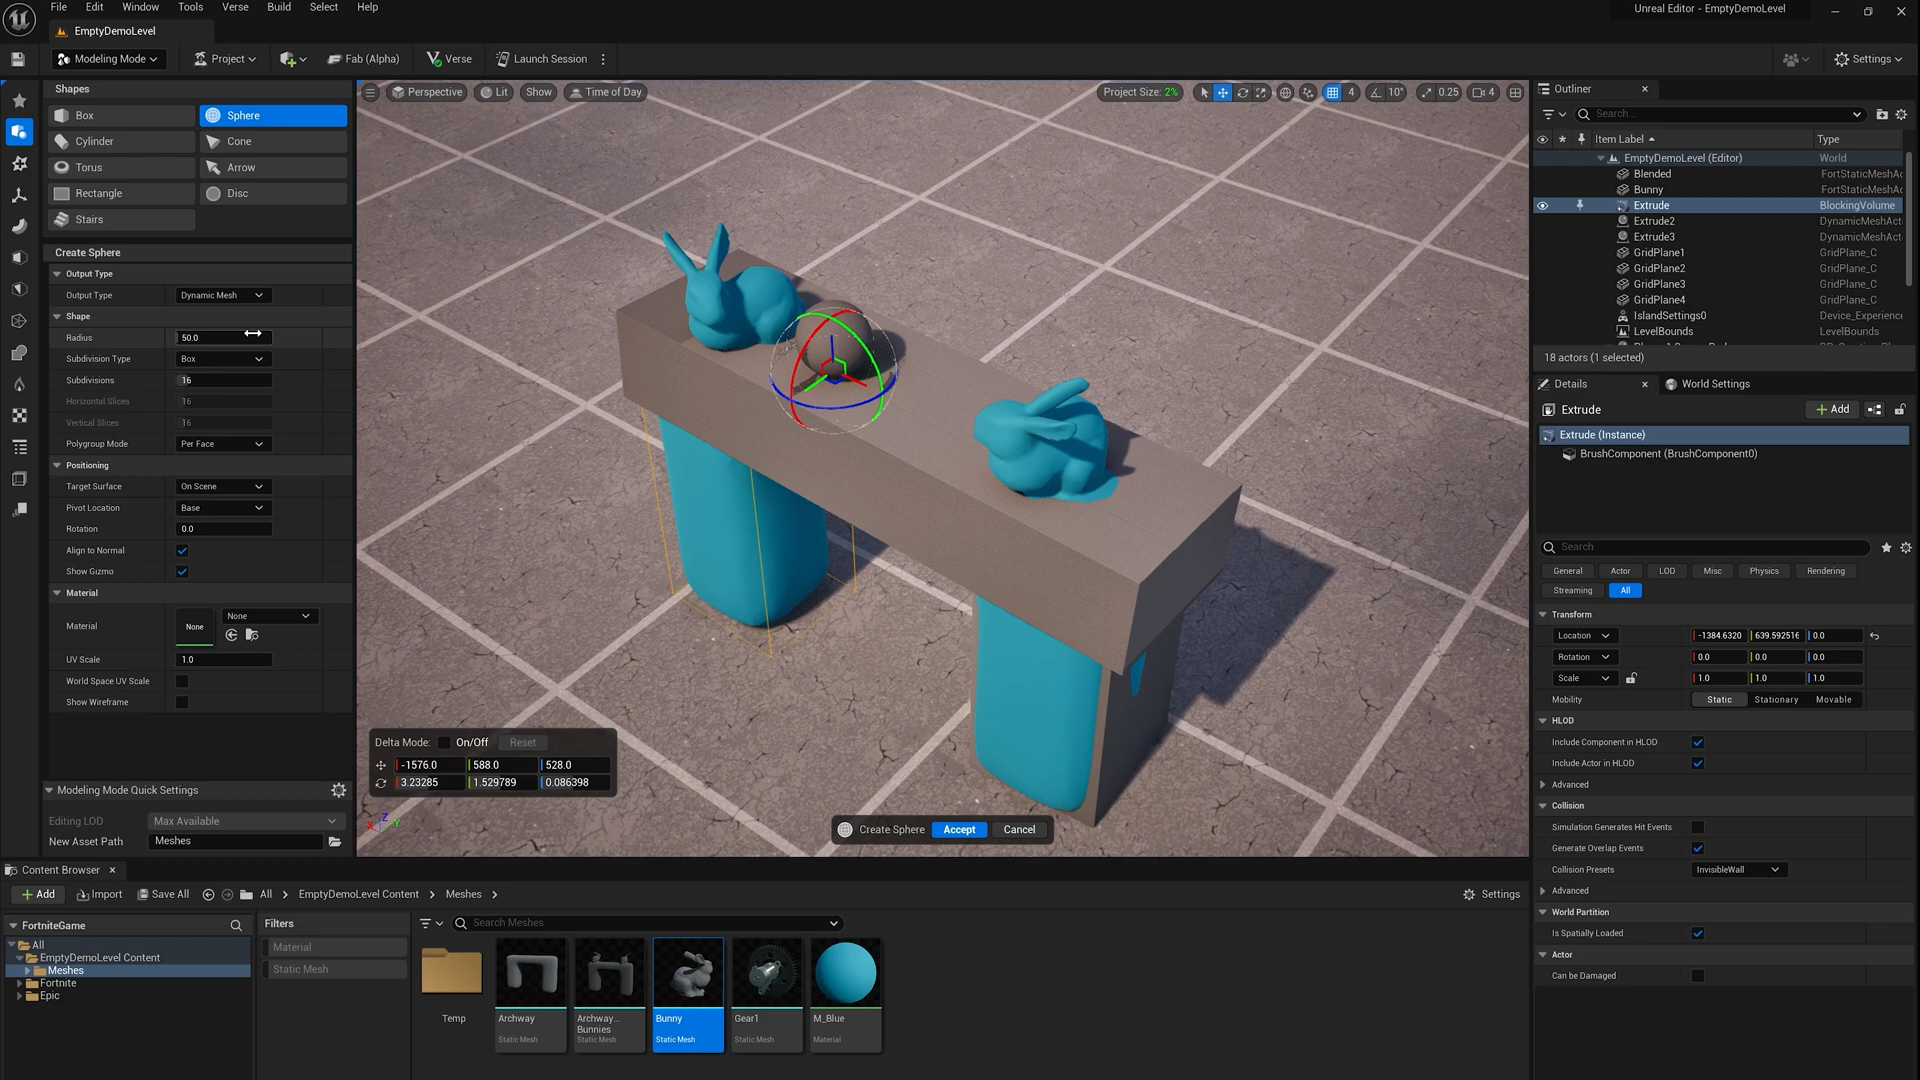 File Edit Window Tools Verse Build Select Help
Unreal Editor - EmptyDemoLevel
EmptyDemoLevel
Modeling Mode Project Fab (Alpha) Verse Launch Session Settings
Shapes
Box Sphere
Cylinder Cone
Torus Arrow
Rectangle Disc
Stairs
Create Sphere
Output Type
Output Type Dynamic Mesh
Shape
Radius 50.0
Subdivision Type Box
Subdivisions 16
Horizontal Slices 16
Vertical Slices 16
Polygroup Mode Per Face
Positioning
Target Surface On Scene
Pivot Location Base
Rotation 0.0
Align to Normal
Show Gizmo
Material
None
Material None
UV Scale 1.0
World Space UV Scale
Show Wireframe
Modeling Mode Quick Settings
Editing LOD Max Available
New Asset Path Meshes
Perspective Lit Show Time of Day
Project Size: 2% 4 10° 0.25 4
Delta Mode: On/Off Reset
-1576.0 588.0 528.0
3.23285 1.529789 0.086398
X Z Y
Create Sphere Accept Cancel
Outliner
Search...
Item Label Type
EmptyDemoLevel (Editor) World
Blended FortStaticMeshAc
Bunny FortStaticMeshAc
Extrude BlockingVolume
Extrude2 DynamicMeshAct
Extrude3 DynamicMeshAct
GridPlane1 GridPlane_C
GridPlane2 GridPlane_C
GridPlane3 GridPlane_C
GridPlane4 GridPlane_C
IslandSettings0 Device_Experience
LevelBounds LevelBounds
18 actors (1 selected)
Details World Settings
Extrude Add
Extrude (Instance)
BrushComponent (BrushComponent0)
Search
General Actor LOD Misc Physics Rendering
Streaming All
Transform
Location -1384.6320 639.592516 0.0
Rotation 0.0 0.0 0.0
Scale 1.0 1.0 1.0
Mobility Static Stationary Movable
HLOD
Include Component in HLOD
Include Actor in HLOD
Advanced
Collision
Simulation Generates Hit Events
Generate Overlap Events
Collision Presets InvisibleWall
Advanced
World Partition
Is Spatially Loaded
Actor
Can be Damaged
Content Browser
Add Import Save All All EmptyDemoLevel Content Meshes Settings
FortniteGame
All
EmptyDemoLevel Content
Meshes
Fortnite
Epic
Filters
Material
Static Mesh
Search Meshes
Temp
Archway
Static Mesh
Archway...
Bunnies
Static Mesh
Bunny
Static Mesh
Gear1
Static Mesh
M_Blue
Material